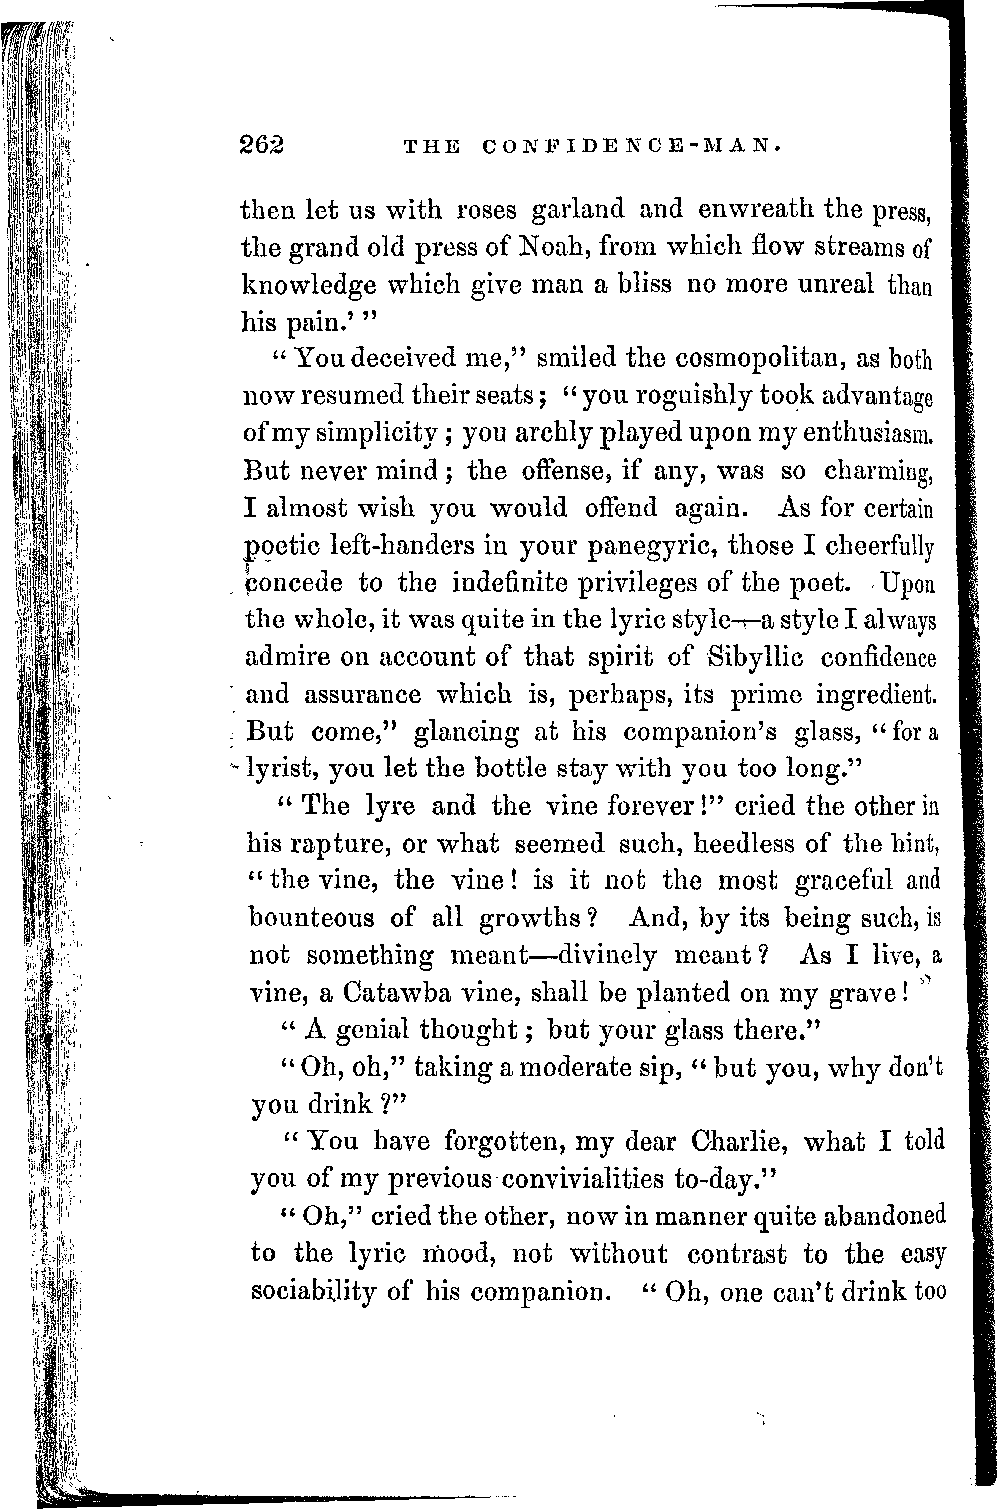 262 THE CONFIDENCE-MAN.
then let us with roses garland and enwreath the press,
the grand old press of Noah, from which flow streams of
knowledge which give man a bliss no more unreal than
his pain.' "
" You deceived me," smiled the cosmopolitan, as both
now resumed their seats ; " you roguishly took advantage
of my simplicity ; you archly played upon my enthusiasm.
But never mind ; the offense, if any, was so charming,
I almost wish you would offend again. As for certain
poetic left-handers in your panegyric, those I cheerfully
concede to the indefinite privileges of the poet. Upon
the whole, it was quite in the lyric style—a style I always
admire on account of that spirit of Sibyllic confidence
and assurance which is, perhaps, its prime ingredient.
But come," glancing at his companion's glass, " for a
lyrist, you let the bottle stay with you too long."
" The lyre and the vine forever !" cried the other in
his rapture, or what seemed such, heedless of the hint,
" the vine, the vine ! is it not the most graceful and
bounteous of all growths ? And, by its being such, is
not something meant—divinely meant ? As I live, a
vine, a Catawba vine, shall be planted on my grave ! "
" A genial thought ; but your glass there."
" Oh, oh," taking a moderate sip, " but you, why don't
you drink ?"
" You have forgotten, my dear Charlie, what I told
you of my previous convivialities to-day."
" Oh," cried the other, now in manner quite abandoned
to the lyric mood, not without contrast to the easy
sociability of his companion. " Oh, one can't drink too